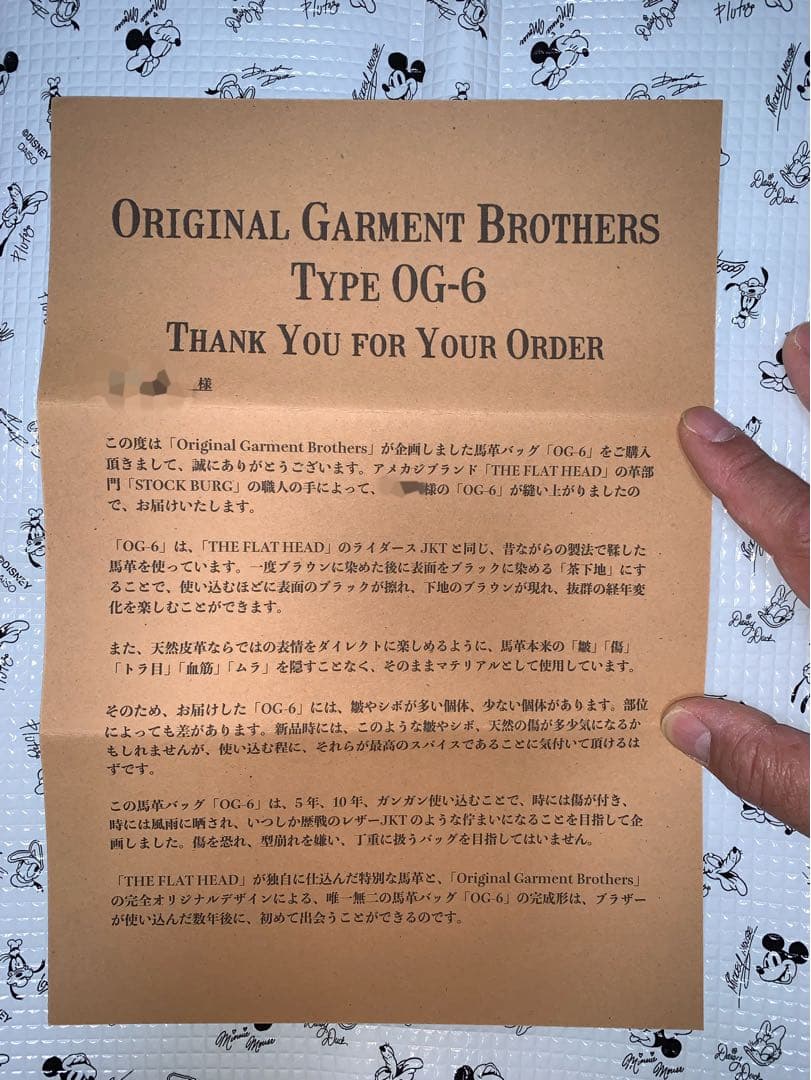 ORIGINAL GARMENT BROTHERS
TYPE OG-6
THANK YOU FOR YOUR ORDER
様
この度は「Original Garment Brothers」が企画しました馬革バッグ「OG-6」をご購入
頂きまして、誠にありがとうございます。アメカジブランド「THE FLAT HEAD」の革部
門「STOCK BURG」の職人の手によって、様の「OG-6」が縫い上がりましたの
で、お届けいたします。
「OG-6」は、「THE FLAT HEAD」のライダースJKTと同じ、昔ながらの製法で鞣した
馬革を使っています。一度ブラウンに染めた後に表面をブラックに染める「茶下地」にす
ることで、使い込むほどに表面のブラックが擦れ、下地のブラウンが現れ、抜群の経年変
化を楽しむことができます。
また、天然皮革ならではの表情をダイレクトに楽しめるように、馬革本来の「皺」「傷」
「トラ目」「血筋」「ムラ」を隠すことなく、そのままマテリアルとして使用しています。
そのため、お届けした「OG-6」には、皺やシボが多い個体、少ない個体があります。部位
によっても差があります。新品時には、このような皺やシボ、天然の傷が多少気になるか
もしれませんが、使い込む程に、それらが最高のスパイスであることに気付いて頂けるは
ずです。
この馬革バッグ「OG-6」は、5年、10年、ガンガン使い込むことで、時には傷が付き、
時には風雨に晒され、いつしか歴戦のレザーJKTのような佇まいになることを目指して企
画しました。傷を恐れ、型崩れを嫌い、丁重に扱うバッグを目指してはいません。
「THE FLAT HEAD」が独自に仕込んだ特別な馬革と、「Original Garment Brothers」
の完全オリジナルデザインによる、唯一無二の馬革バッグ「OG-6」の完成形は、ブラザー
が使い込んだ数年後に、初めて出会うことができるのです。
©DISNEY
DAISO
Pluto
Minnie Mouse
Daisy Duck
Donald Duck
Mickey Mouse